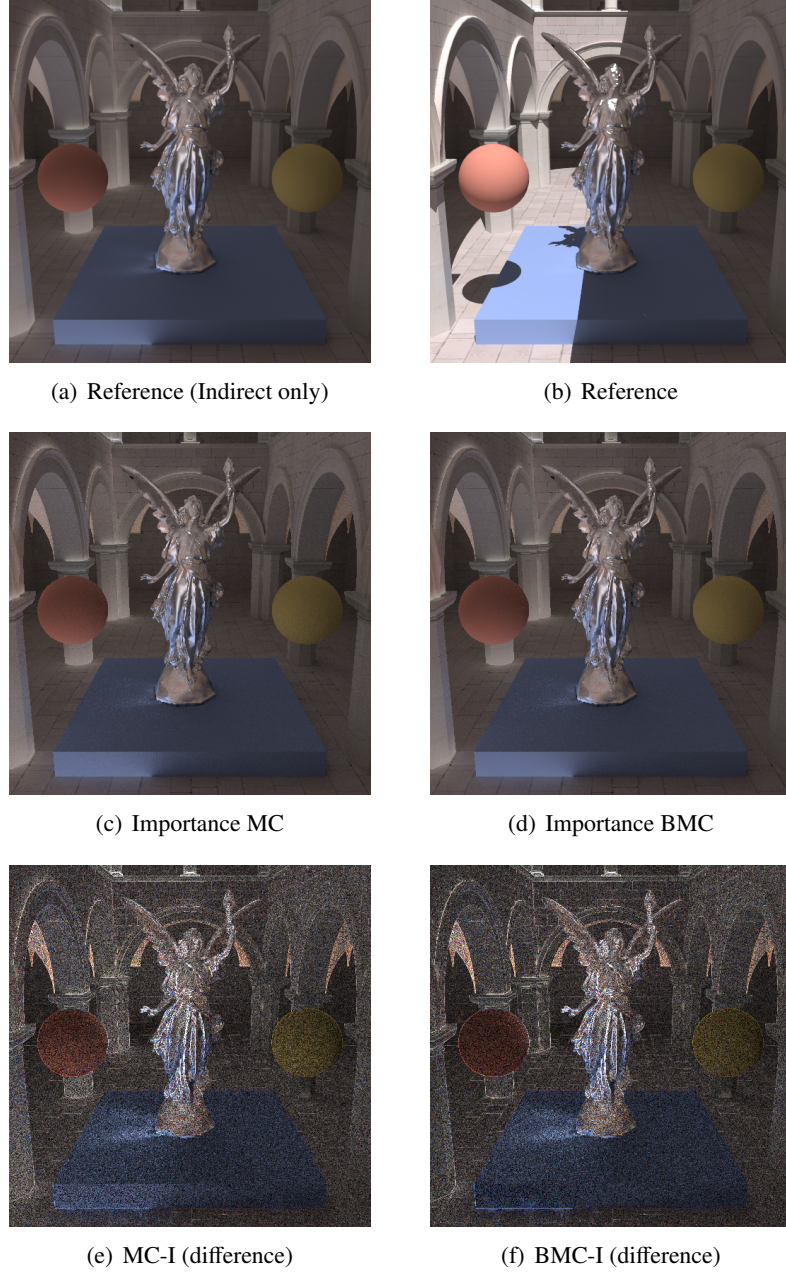 (a) Reference (Indirect only)
(b) Reference
(c) Importance MC
(d) Importance BMC
(e) MC-I (difference)
(f) BMC-I (difference)